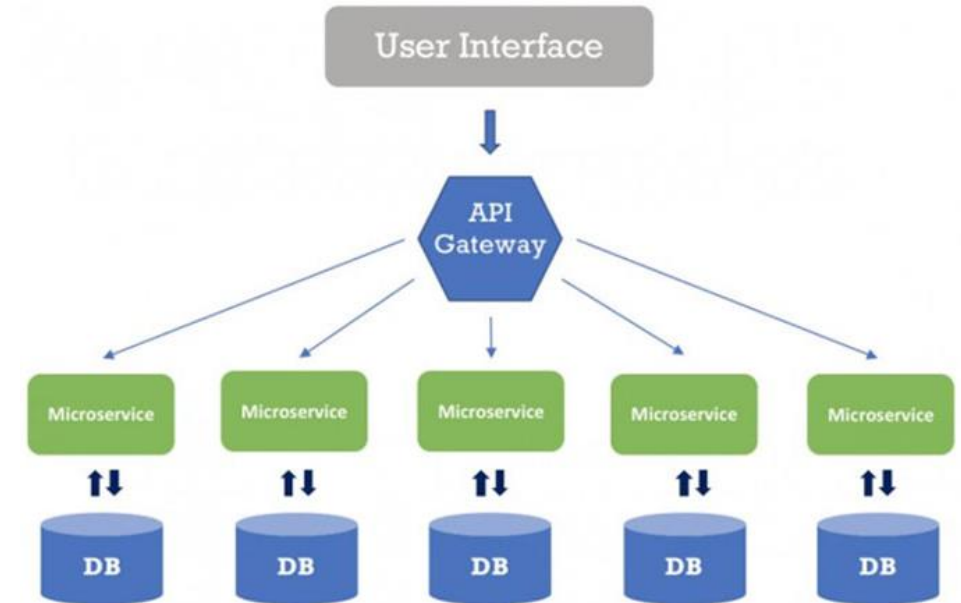 User Interface
API
Gateway
Microservice
Microservice
Microservice
Microservice
Microservice
DB
DB
DB
DB
DB